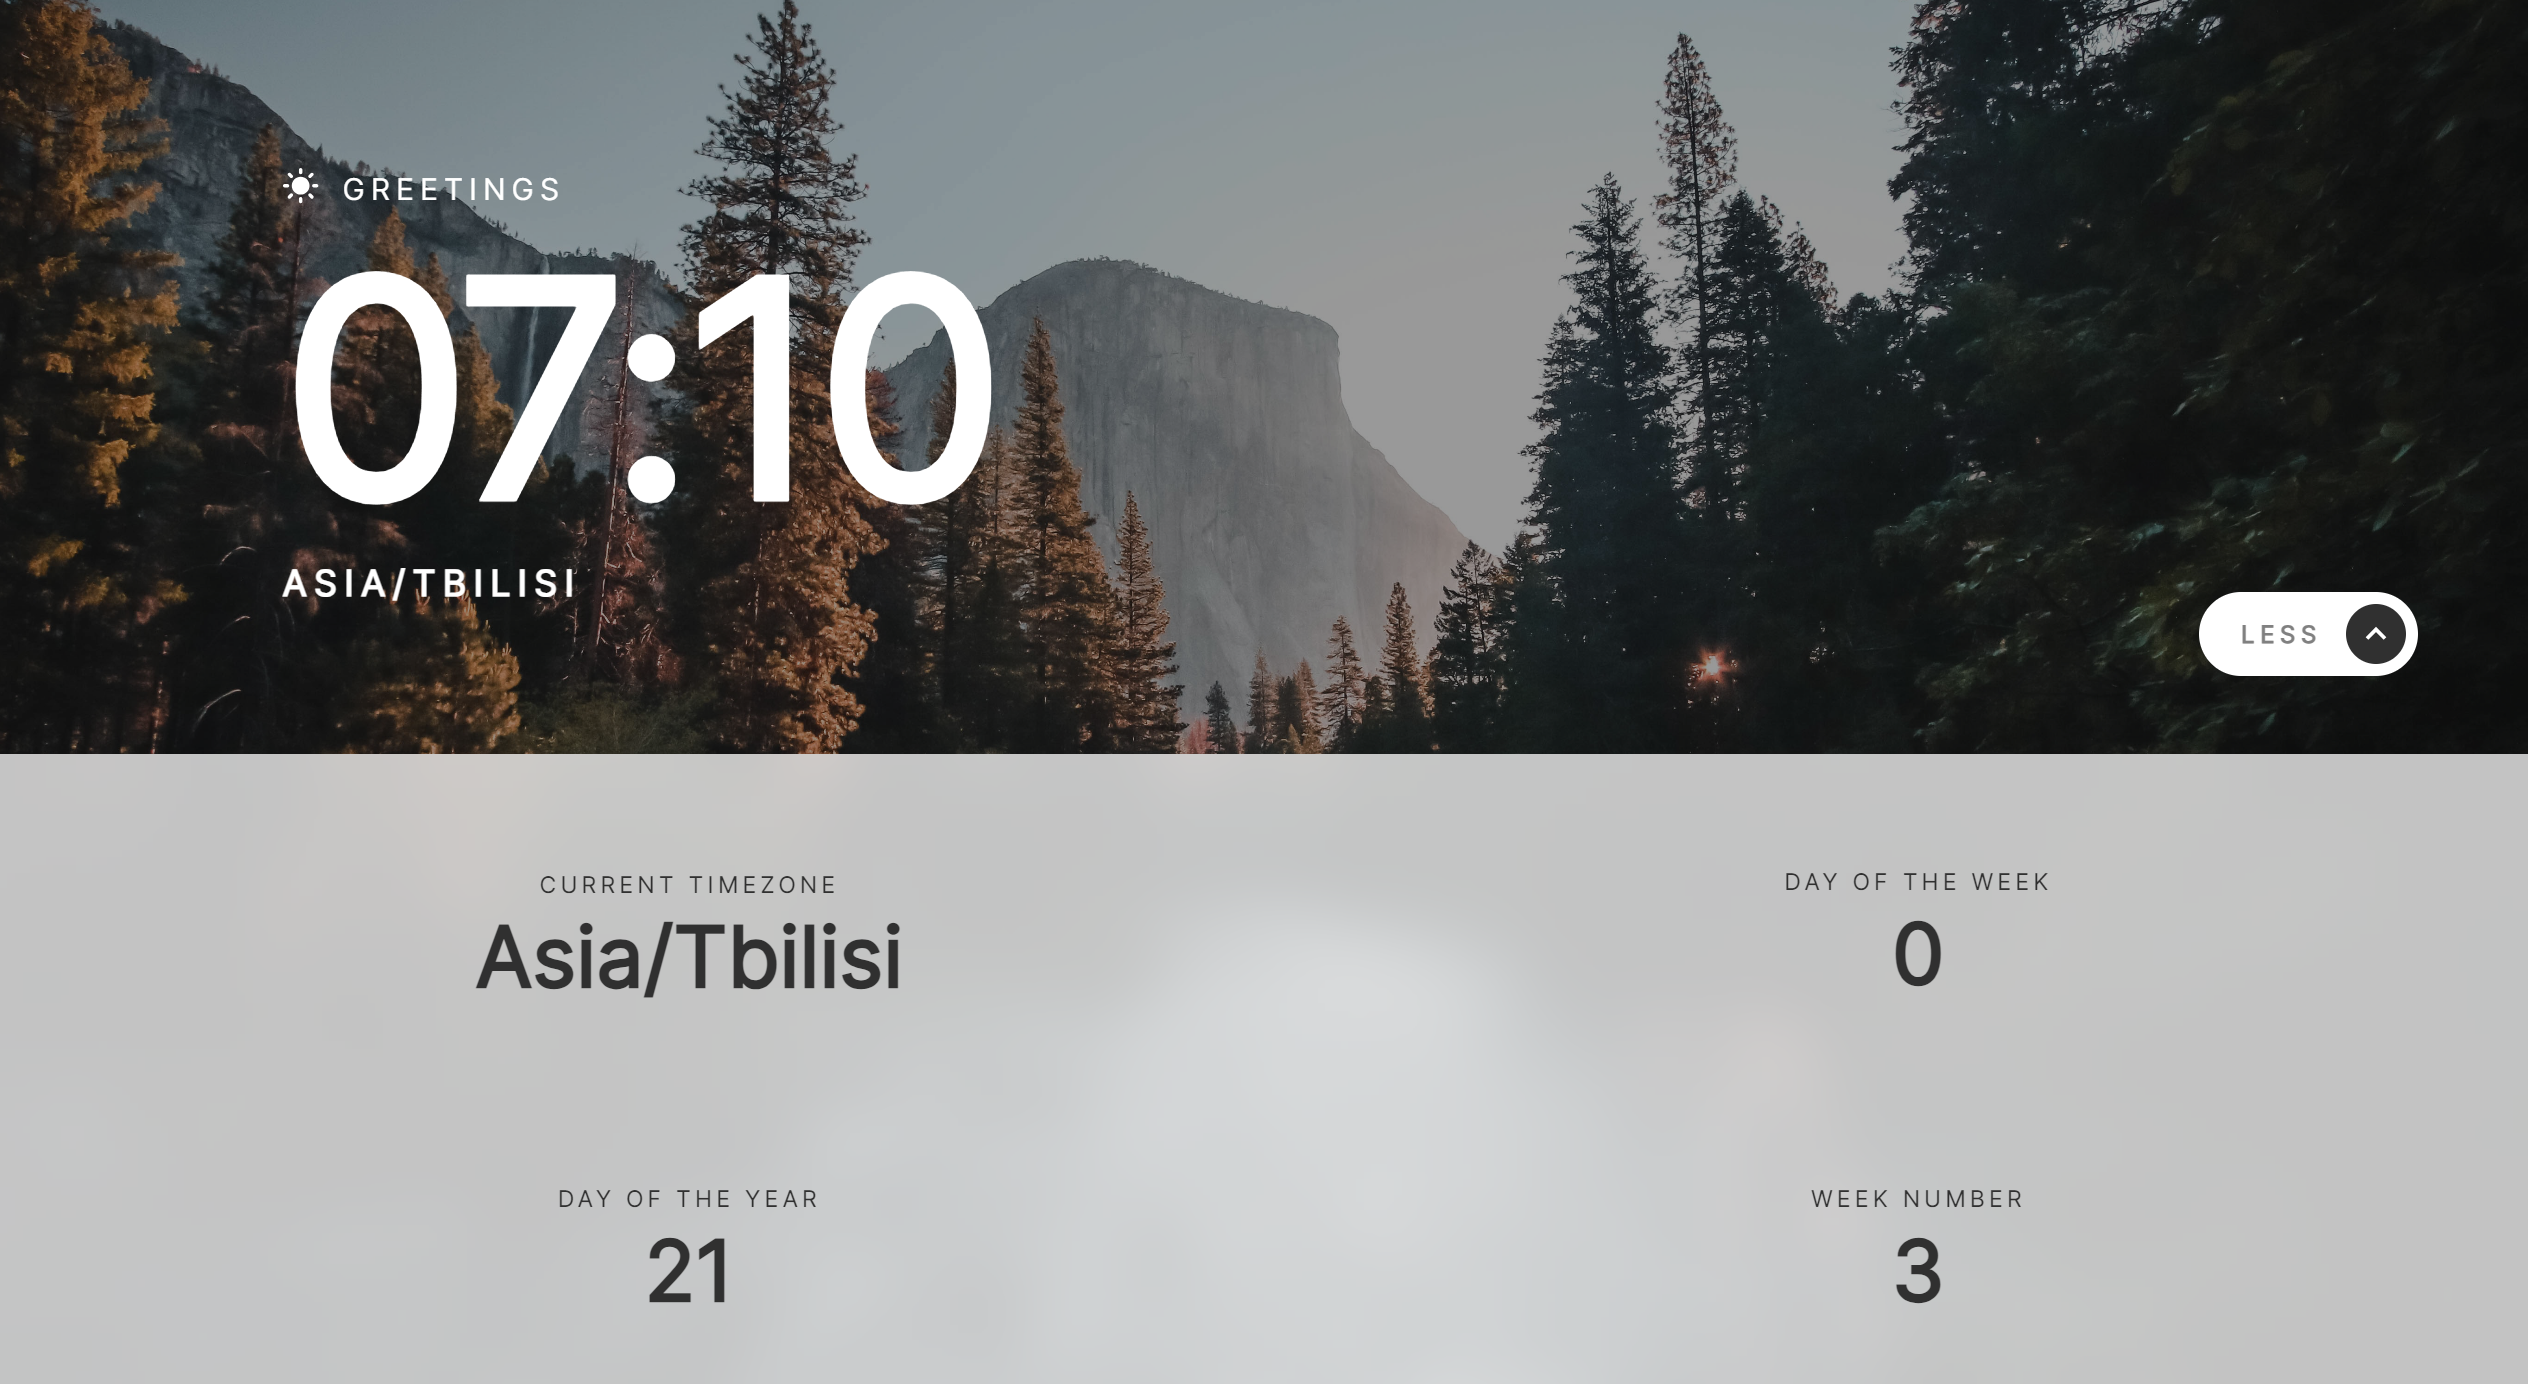 GREETINGS
07:10
ASIA/TBILISI
LESS
CURRENT TIMEZONE
Asia/Tbilisi
DAY OF THE WEEK
0
DAY OF THE YEAR
21
WEEK NUMBER
3